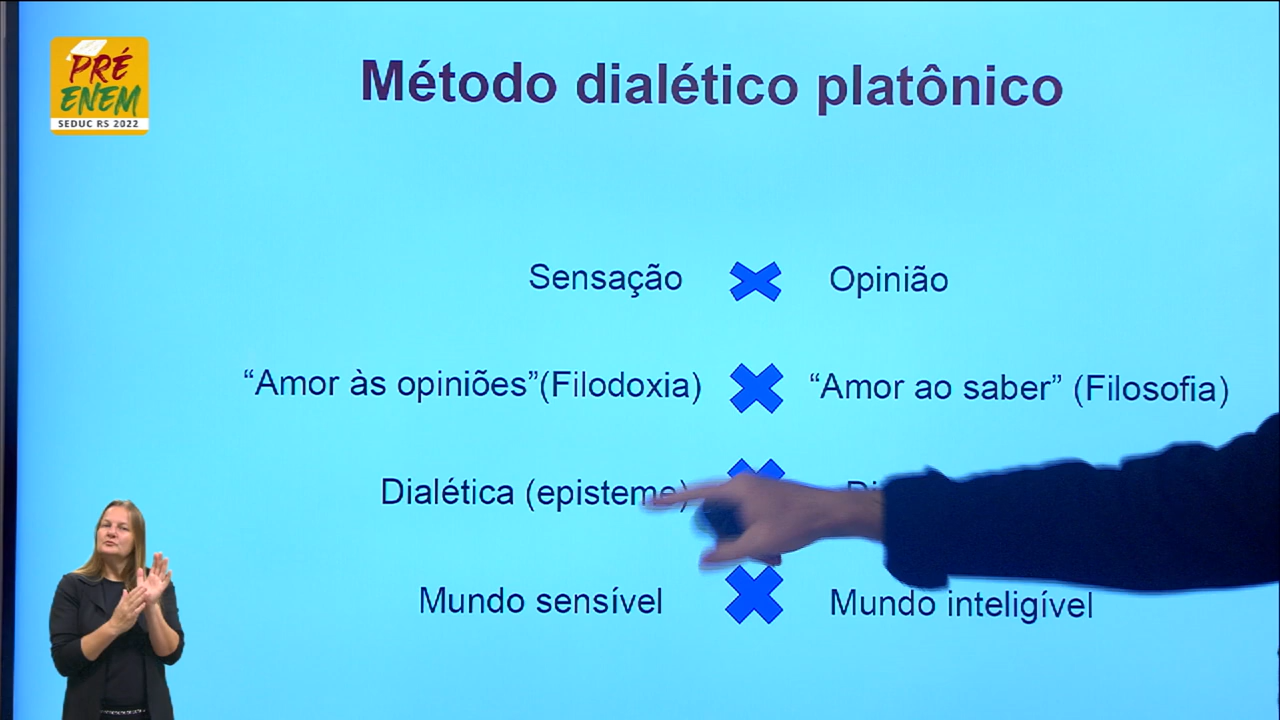 PRÉ
ENEM
SEDUC RS 2022
Método dialético platônico
Sensação Opinião
“Amor às opiniões”(Filodoxia) “Amor ao saber” (Filosofia)
Dialética (episteme)
Mundo sensível Mundo inteligível